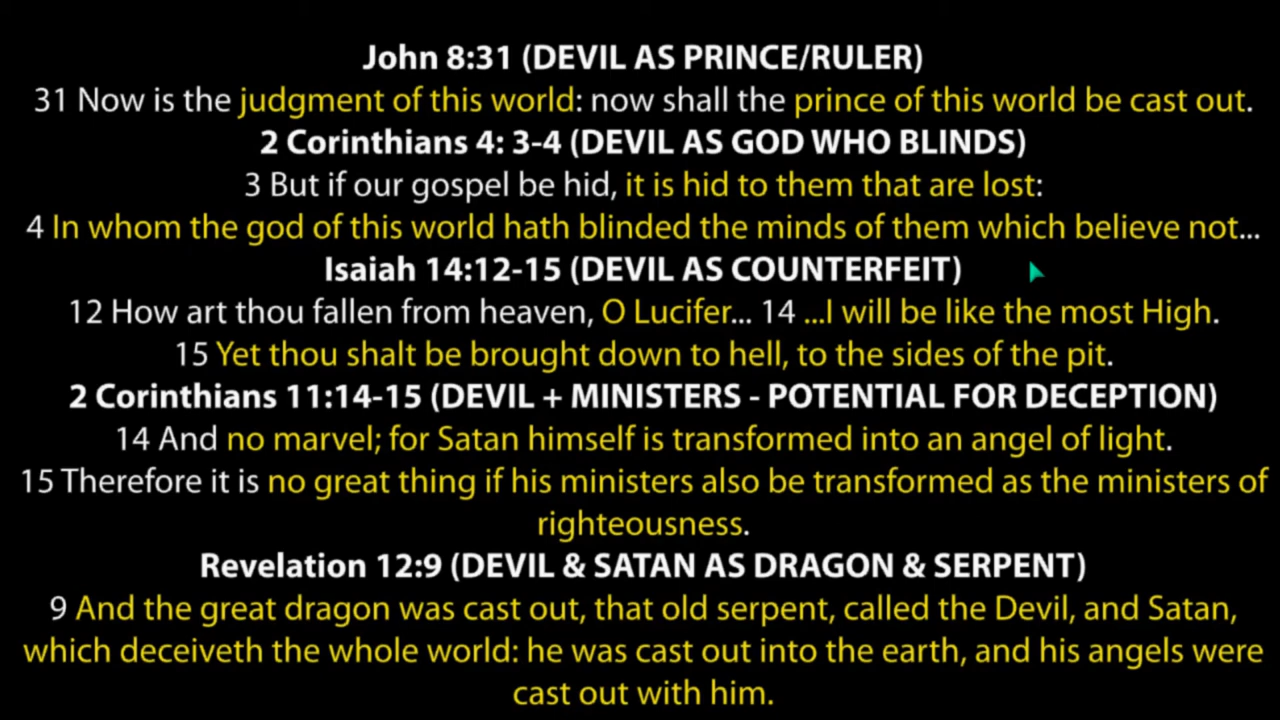 John 8:31 (DEVIL AS PRINCE/RULER)
31 Now is the judgment of this world: now shall the prince of this world be cast out.
2 Corinthians 4: 3-4 (DEVIL AS GOD WHO BLINDS)
3 But if our gospel be hid, it is hid to them that are lost:
4 In whom the god of this world hath blinded the minds of them which believe not...
Isaiah 14:12-15 (DEVIL AS COUNTERFEIT)
12 How art thou fallen from heaven, O Lucifer... 14 ...I will be like the most High.
15 Yet thou shalt be brought down to hell, to the sides of the pit.
2 Corinthians 11:14-15 (DEVIL + MINISTERS - POTENTIAL FOR DECEPTION)
14 And no marvel; for Satan himself is transformed into an angel of light.
15 Therefore it is no great thing if his ministers also be transformed as the ministers of
righteousness.
Revelation 12:9 (DEVIL & SATAN AS DRAGON & SERPENT)
9 And the great dragon was cast out, that old serpent, called the Devil, and Satan,
which deceiveth the whole world: he was cast out into the earth, and his angels were
cast out with him.